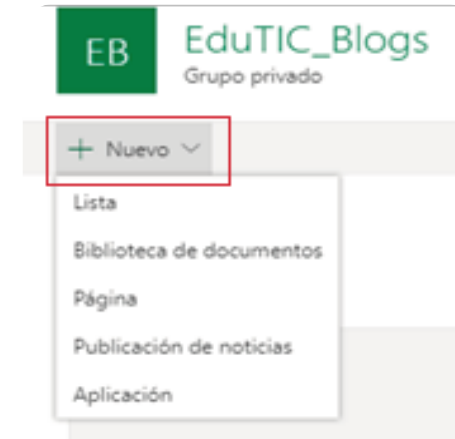 EB
EduTIC_Blogs
Grupo privado
+ Nuevo
Lista
Biblioteca de documentos
Página
Publicación de noticias
Aplicación